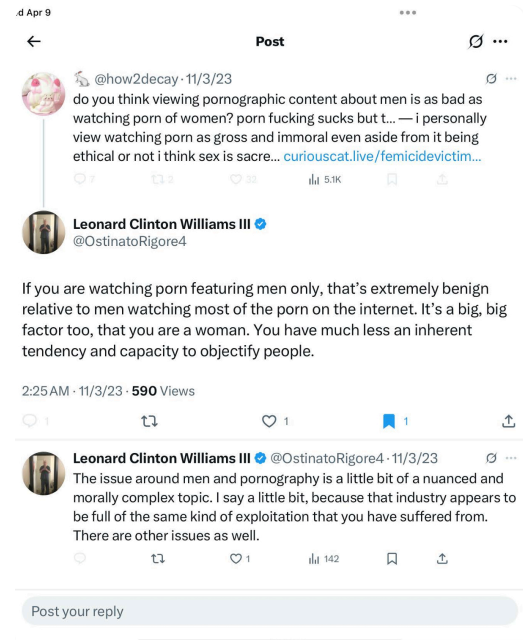 .d Apr 9
Post
@how2decay · 11/3/23
do you think viewing pornographic content about men is as bad as
watching porn of women? porn fucking sucks but t... — i personally
view watching porn as gross and immoral even aside from it being
ethical or not i think sex is sacre... curiouscat.live/femicidevictim...
7 2 33 5.1K
Leonard Clinton Williams III
@OstinatoRigore4
If you are watching porn featuring men only, that's extremely benign
relative to men watching most of the porn on the internet. It's a big, big
factor too, that you are a woman. You have much less an inherent
tendency and capacity to objectify people.
2:25 AM · 11/3/23 · 590 Views
1 1 1
Leonard Clinton Williams III @OstinatoRigore4 · 11/3/23
The issue around men and pornography is a little bit of a nuanced and
morally complex topic. I say a little bit, because that industry appears to
be full of the same kind of exploitation that you have suffered from.
There are other issues as well.
1 142
Post your reply